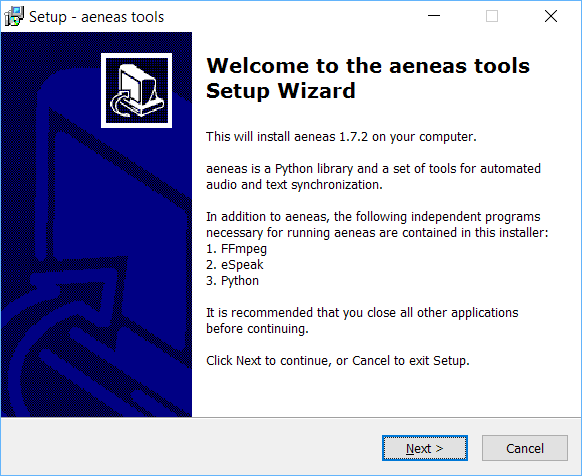 Setup - aeneas tools
Welcome to the aeneas tools
Setup Wizard
This will install aeneas 1.7.2 on your computer.
aeneas is a Python library and a set of tools for automated
audio and text synchronization.
In addition to aeneas, the following independent programs
necessary for running aeneas are contained in this installer:
1. FFmpeg
2. eSpeak
3. Python
It is recommended that you close all other applications
before continuing.
Click Next to continue, or Cancel to exit Setup.
Next >
Cancel